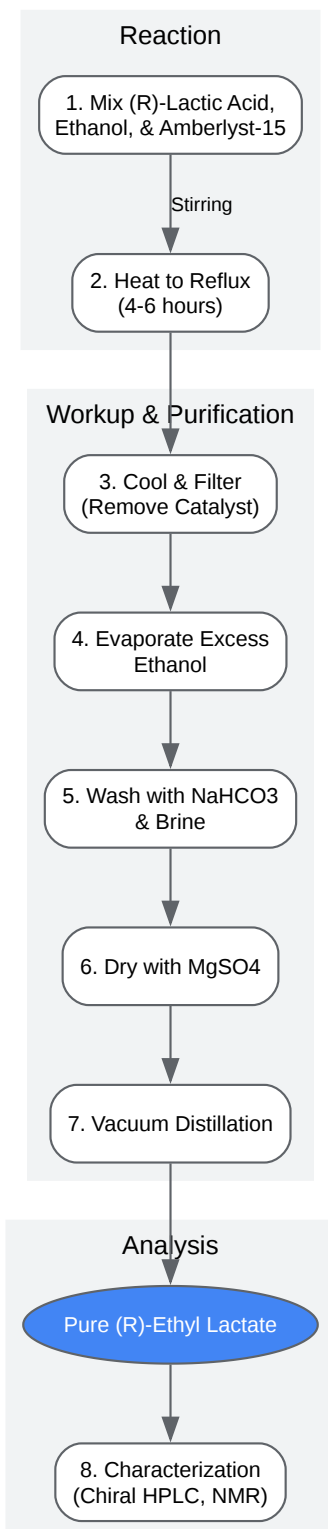 Reaction
1. Mix (R)-Lactic Acid,
Ethanol, & Amberlyst-15
Stirring
2. Heat to Reflux
(4-6 hours)
Workup & Purification
3. Cool & Filter
(Remove Catalyst)
4. Evaporate Excess
Ethanol
5. Wash with NaHCO3
& Brine
6. Dry with MgSO4
7. Vacuum Distillation
Analysis
Pure (R)-Ethyl Lactate
8. Characterization
(Chiral HPLC, NMR)